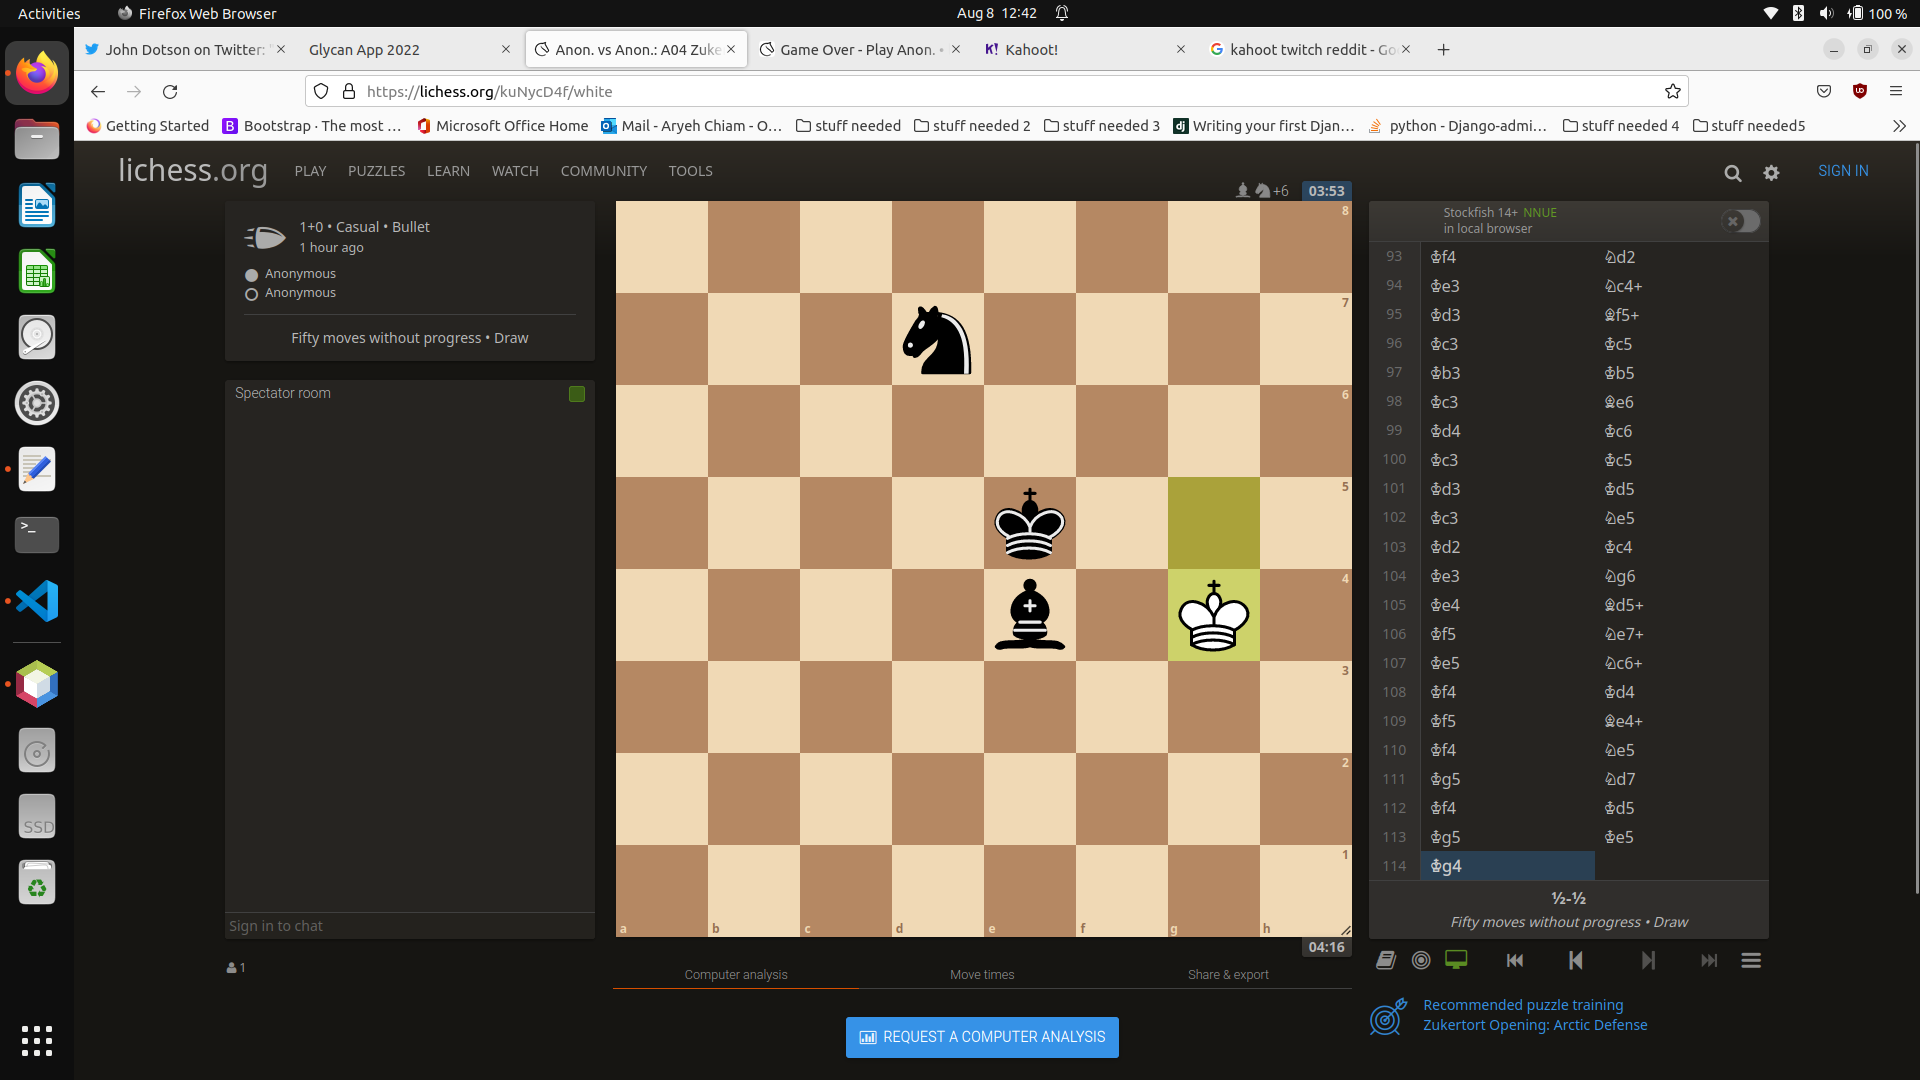 Activities Firefox Web Browser Aug 8 12:42 100 %
John Dotson on Twitter: " Glycan App 2022 Anon. vs Anon.: A04 Zuke Game Over - Play Anon. • Kahoot! kahoot twitch reddit - Go
https://lichess.org/kuNycD4f/white
Getting Started Bootstrap · The most ... Microsoft Office Home Mail - Aryeh Chiam - O... stuff needed stuff needed 2 stuff needed 3 Writing your first Djan... python - Django-admi... stuff needed 4 stuff needed5
lichess.org PLAY PUZZLES LEARN WATCH COMMUNITY TOOLS SIGN IN
+6 03:53
1+0 • Casual • Bullet
1 hour ago
Anonymous
Anonymous
Fifty moves without progress • Draw
Spectator room
Sign in to chat
1
8
7
6
5
4
3
2
1
a b c d e f g h
04:16
Computer analysis Move times Share & export
REQUEST A COMPUTER ANALYSIS
Stockfish 14+ NNUE
in local browser
93 ♔f4 ♘d2
94 ♔e3 ♘c4+
95 ♔d3 ♗f5+
96 ♔c3 ♔c5
97 ♔b3 ♔b5
98 ♔c3 ♗e6
99 ♔d4 ♔c6
100 ♔c3 ♔c5
101 ♔d3 ♔d5
102 ♔c3 ♘e5
103 ♔d2 ♔c4
104 ♔e3 ♘g6
105 ♔e4 ♗d5+
106 ♔f5 ♘e7+
107 ♔e5 ♘c6+
108 ♔f4 ♔d4
109 ♔f5 ♗e4+
110 ♔f4 ♘e5
111 ♔g5 ♘d7
112 ♔f4 ♔d5
113 ♔g5 ♔e5
114 ♔g4
½-½
Fifty moves without progress • Draw
Recommended puzzle training
Zukertort Opening: Arctic Defense
SSD